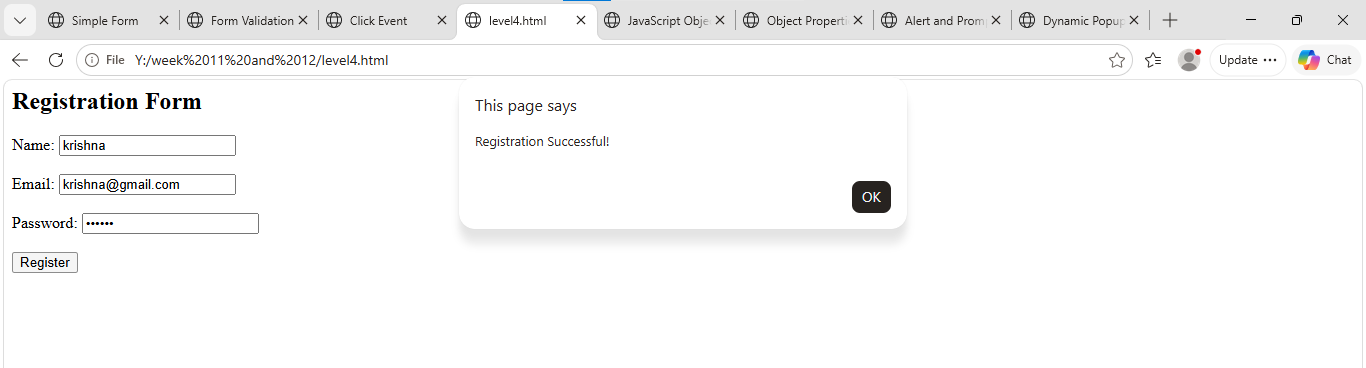 Simple Form
Form Validation
Click Event
level4.html
JavaScript Obje
Object Properti
Alert and Prom
Dynamic Popup
File Y:/week%2011%20and%2012/level4.html
Update
Chat
Registration Form
Name: krishna
Email: krishna@gmail.com
Password: ••••••
Register
This page says
Registration Successful!
OK